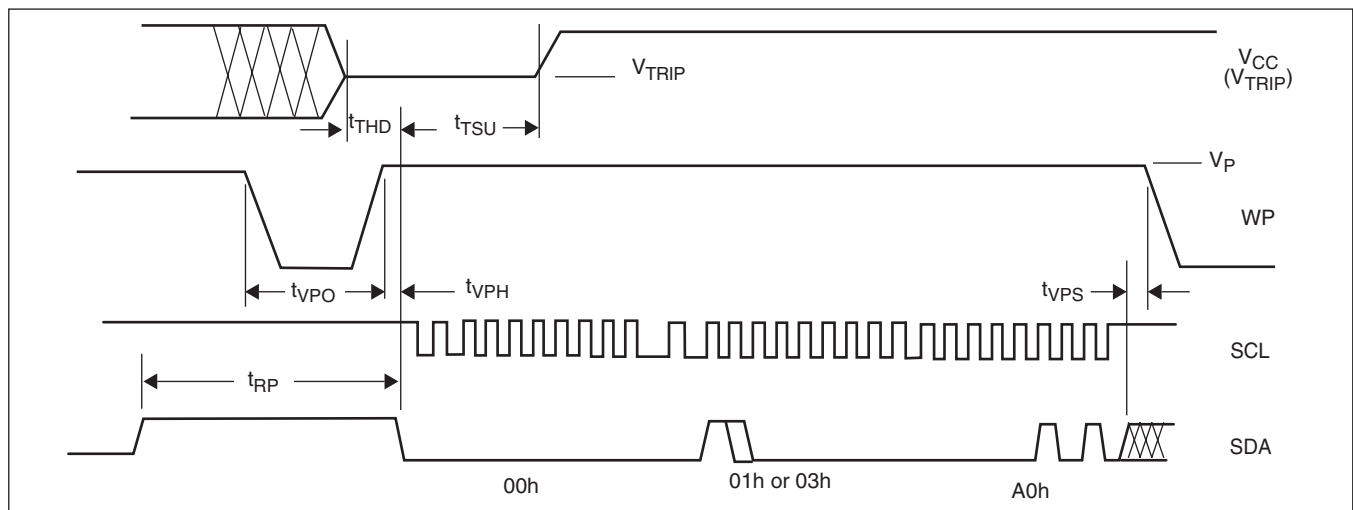 V_TRIP
V_CC
(V_TRIP)
t_THD
t_TSU
V_P
WP
t_VPO
t_VPH
t_VPS
SCL
t_RP
SDA
00h
01h or 03h
A0h